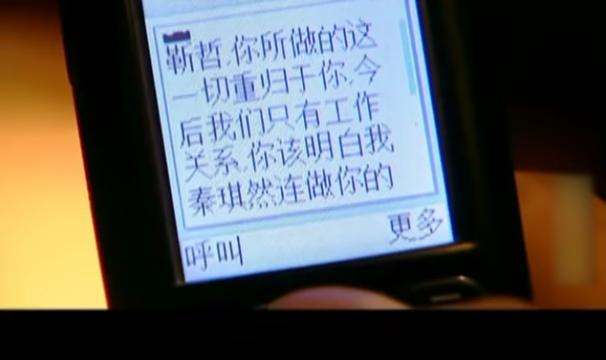 靳哲.你所做的这
一切重归于你.今
后我们只有工作
关系.你该明白我
秦琪然连做你的
呼叫
更多